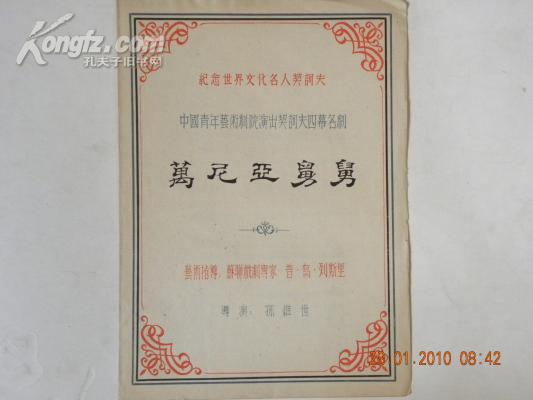 Kongfz.com
孔夫子旧书网
紀念世界文化名人契訶夫
中國青年藝術劇院演出契訶夫四幕名劇
萬尼亞舅舅
藝術指導：蘇聯戲劇專家 普·烏·列斯里
導演：孫維世
29 01 2010 08:42